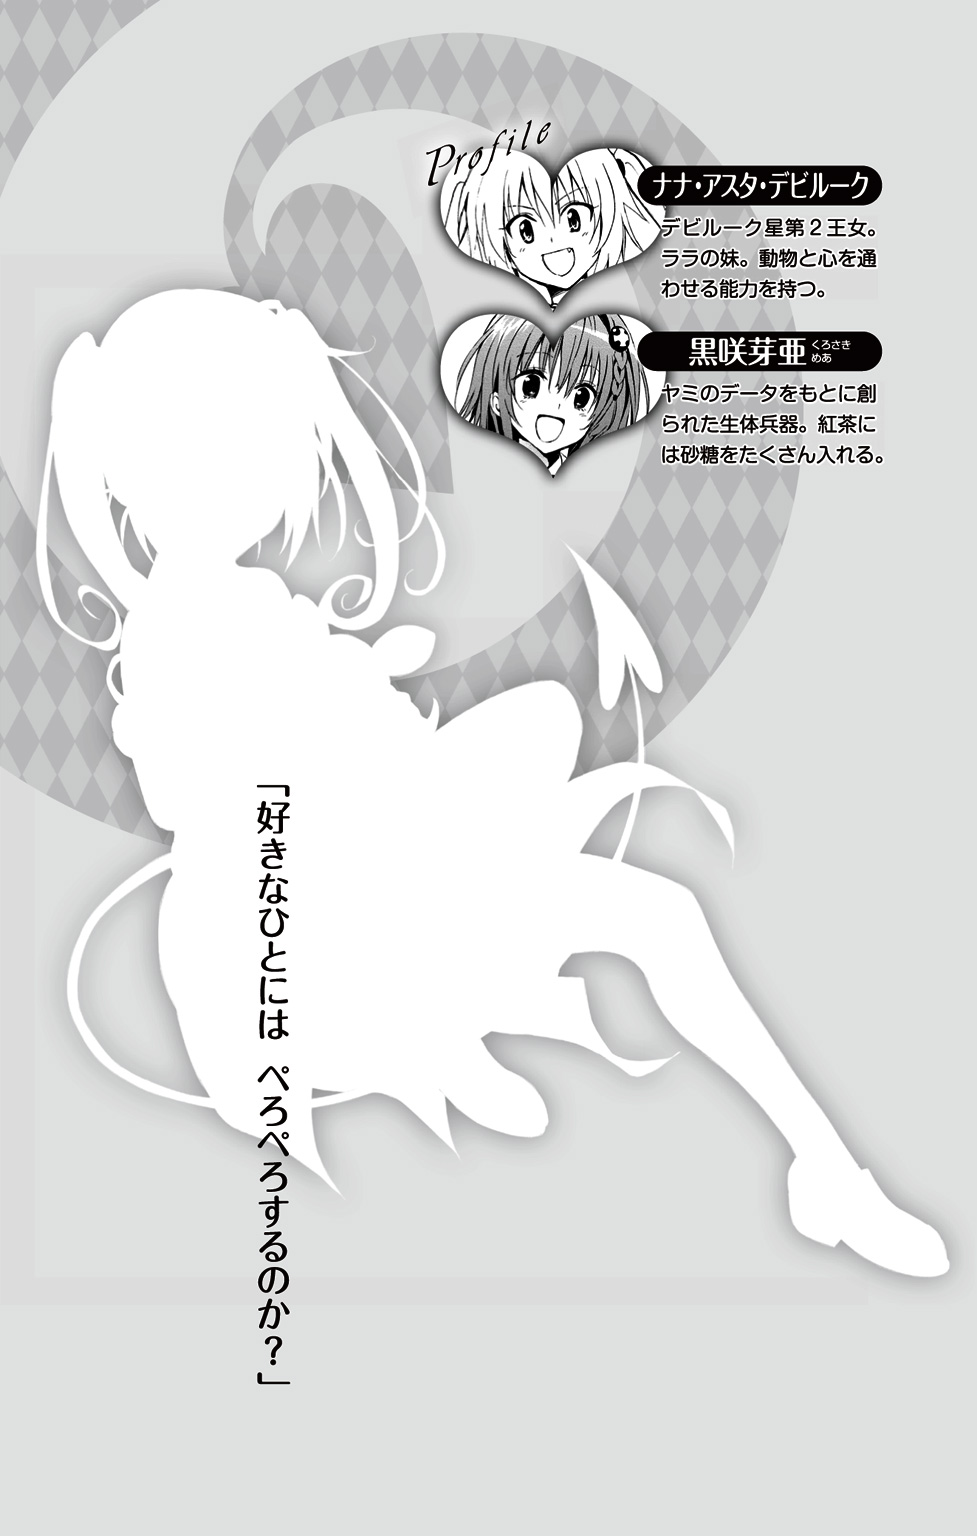 Profile
ナナ・アスタ・デビルーク
デビルーク星第２王女。
ララの妹。動物と心を通
わせる能力を持つ。
黒咲芽亜 くろさき めあ
ヤミのデータをもとに創
られた生体兵器。紅茶に
は砂糖をたくさん入れる。
「好きなひとには　ぺろぺろするのか？」